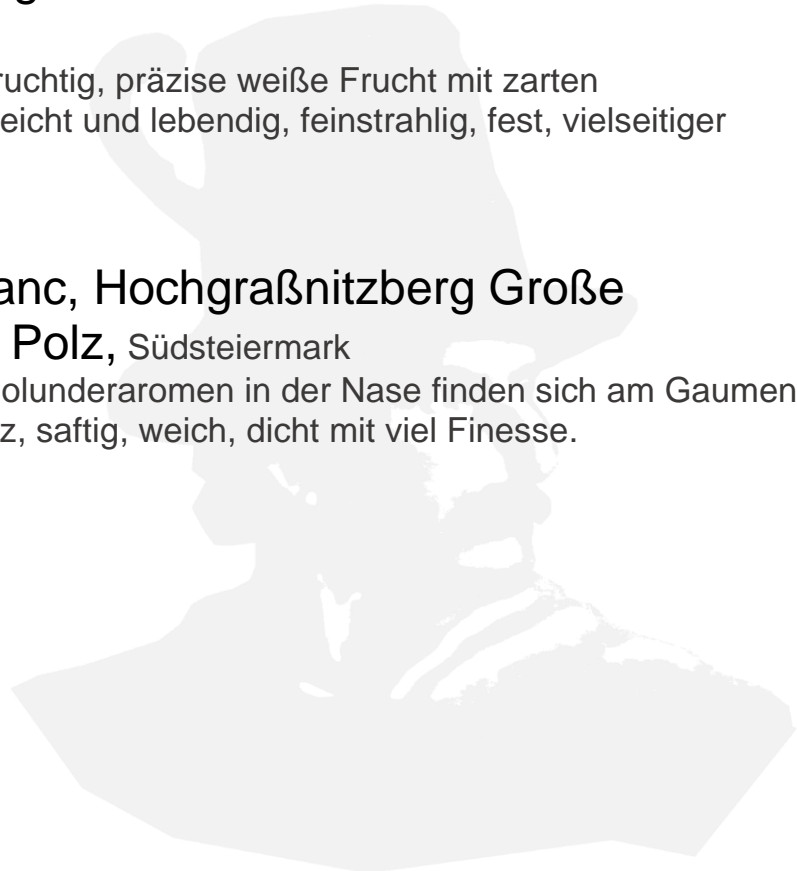 ruchtig, präzise weiße Frucht mit zarten
eicht und lebendig, feinstrahlig, fest, vielseitiger
anc, Hochgraßnitzberg Große
Polz, Südsteiermark
olunderaromen in der Nase finden sich am Gaumen
z, saftig, weich, dicht mit viel Finesse.